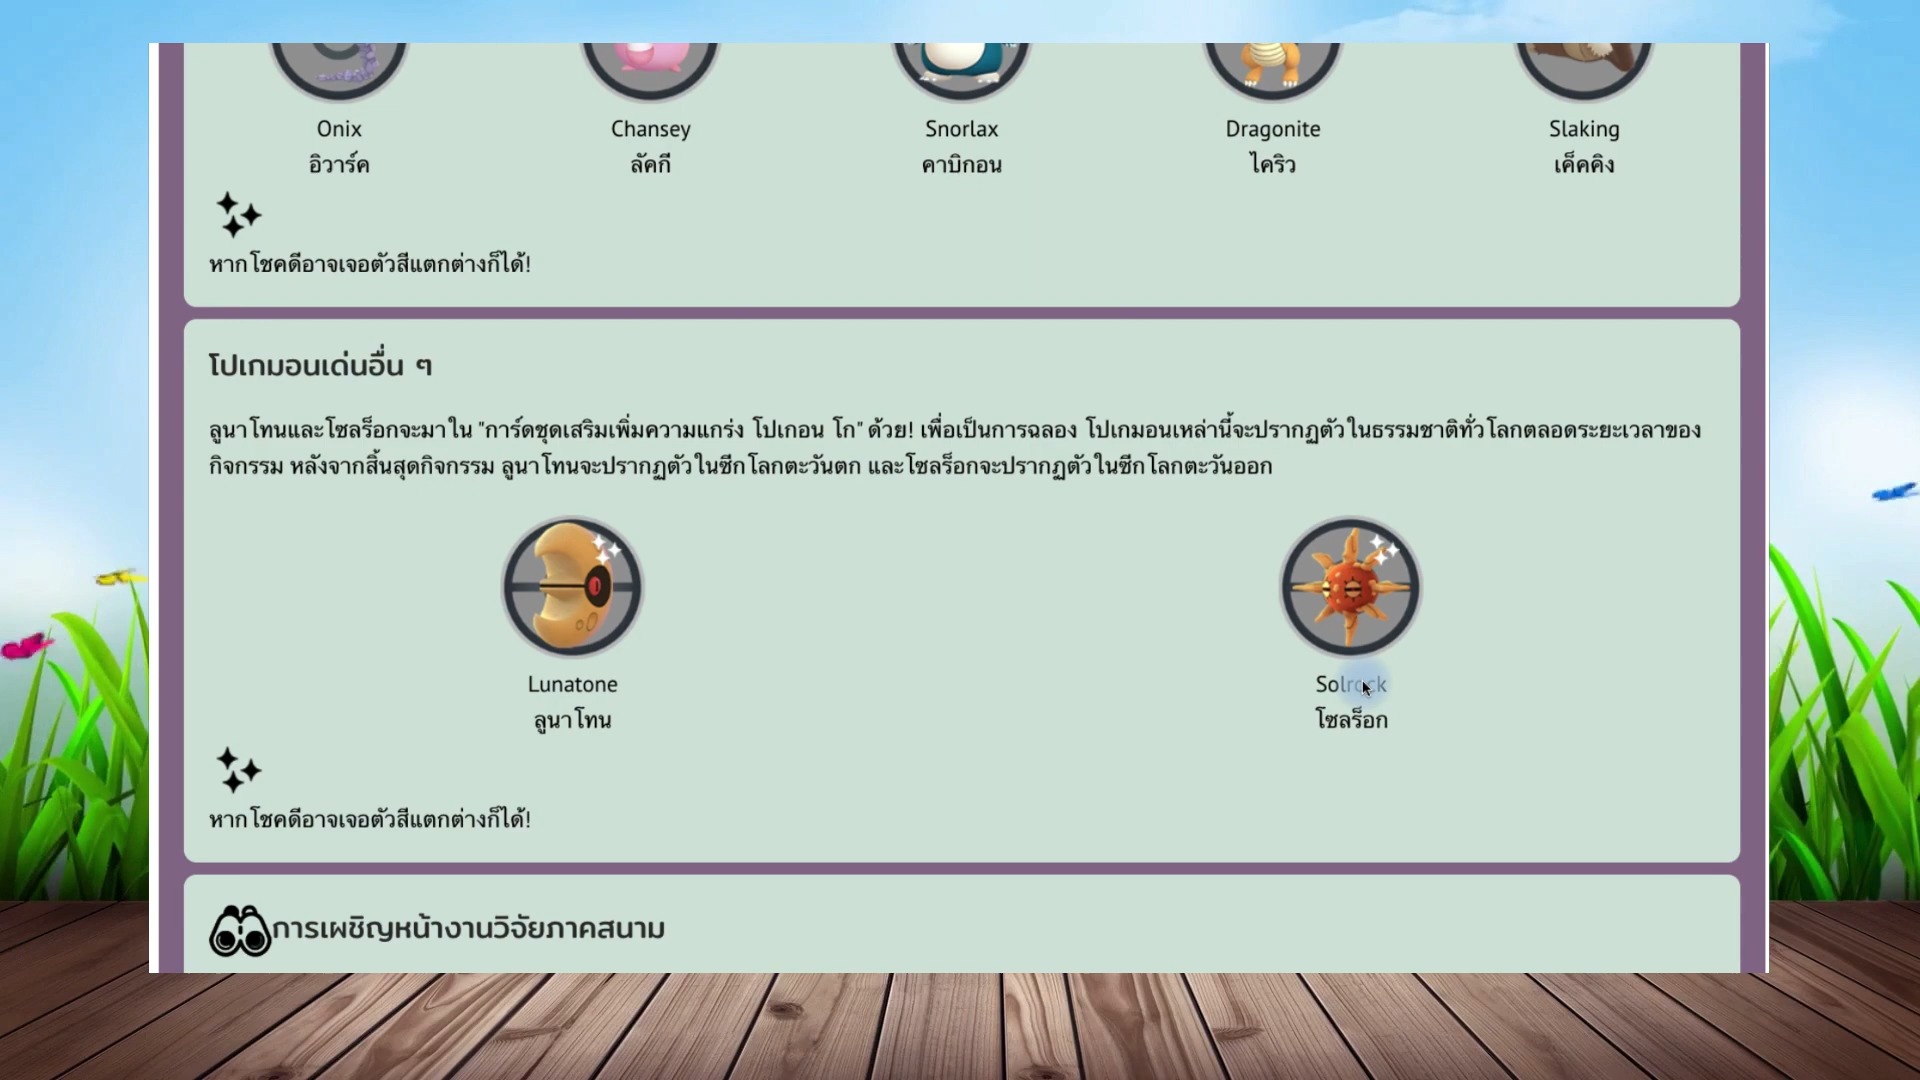 Onix
Chansey
Snorlax
Dragonite
Slaking
อิวาร์ค
ลัคกี
คาบิกอน
ไคริว
เค็คคิง
หากโชคดีอาจเจอตัวสีแตกต่างก็ได้!
โปเกมอนเด่นอื่น ๆ
ลูนาโทนและโซลร็อกจะมาใน "การ์ดชุดเสริมเพิ่มความแกร่ง โปเกอน โก" ด้วย! เพื่อเป็นการฉลอง โปเกมอนเหล่านี้จะปรากฏตัวในธรรมชาติทั่วโลกตลอดระยะเวลาของ
กิจกรรม หลังจากสิ้นสุดกิจกรรม ลูนาโทนจะปรากฏตัวในซีกโลกตะวันตก และโซลร็อกจะปรากฏตัวในซีกโลกตะวันออก
Lunatone
Solrock
ลูนาโทน
โซลร็อก
หากโชคดีอาจเจอตัวสีแตกต่างก็ได้!
การเผชิญหน้างานวิจัยภาคสนาม